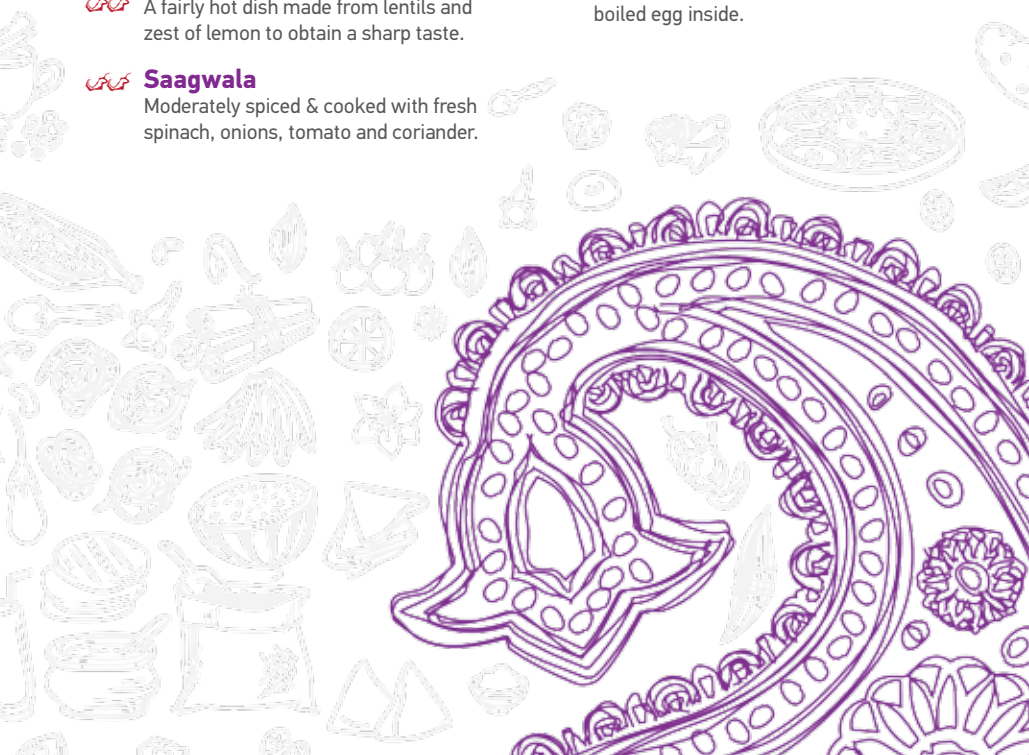 A fairly hot dish made from lentils and
zest of lemon to obtain a sharp taste.
Saagwala
Moderately spiced & cooked with fresh
spinach, onions, tomato and coriander.
boiled egg inside.